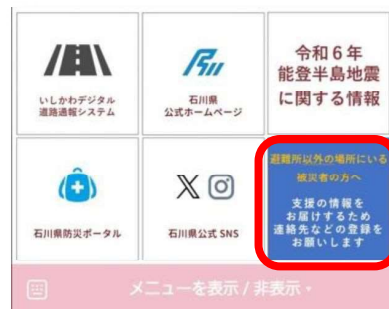 令和６年
能登半島地震
に関する情報
いしかわデジタル
道路通報システム
石川県
公式ホームページ
避難所以外の場所にいる
被災者の方へ
支援の情報を
お届けするため
連絡先などの登録を
お願いします
石川県防災ポータル
石川県公式 SNS
メニューを表示 / 非表示